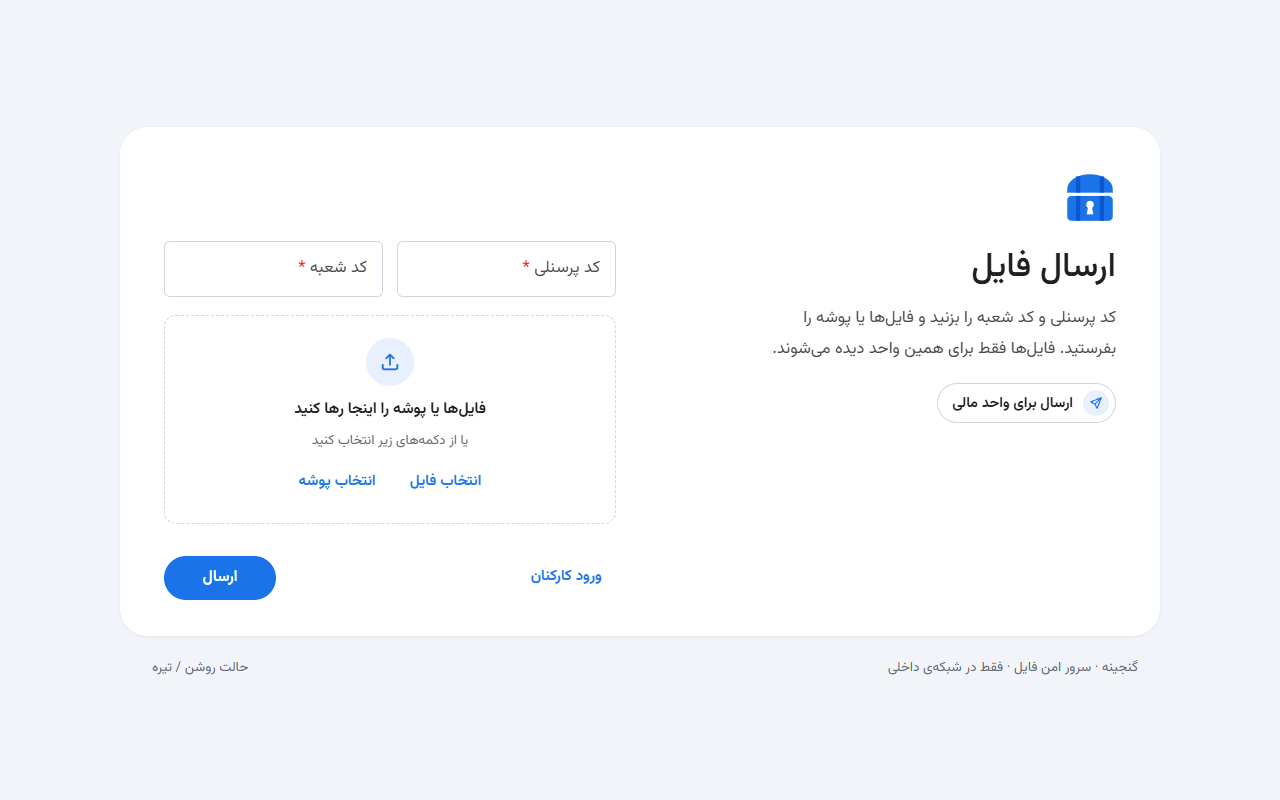 ارسال فایل
کد پرسنلی و کد شعبه را بزنید و فایل‌ها یا پوشه را
بفرستید. فایل‌ها فقط برای همین واحد دیده می‌شوند.
ارسال برای واحد مالی
کد پرسنلی *
کد شعبه *
فایل‌ها یا پوشه را اینجا رها کنید
یا از دکمه‌های زیر انتخاب کنید
انتخاب فایل
انتخاب پوشه
ورود کارکنان
ارسال
گنجینه · سرور امن فایل · فقط در شبکه‌ی داخلی
حالت روشن / تیره